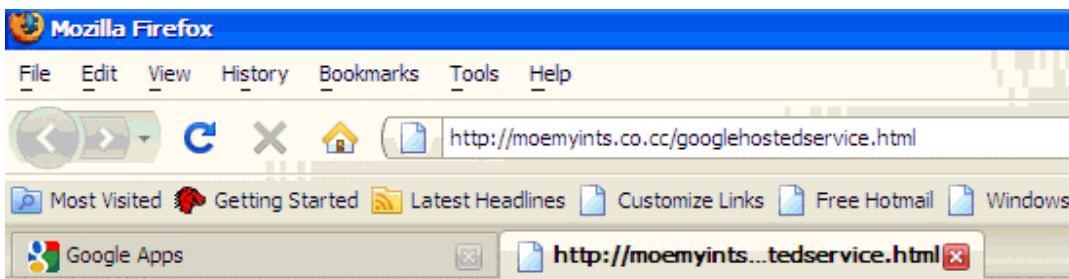 Mozilla Firefox
File Edit View History Bookmarks Tools Help
http://moemyints.co.cc/googlehostedservice.html
Most Visited Getting Started Latest Headlines Customize Links Free Hotmail Windows
Google Apps http://moemyints...tedservice.html